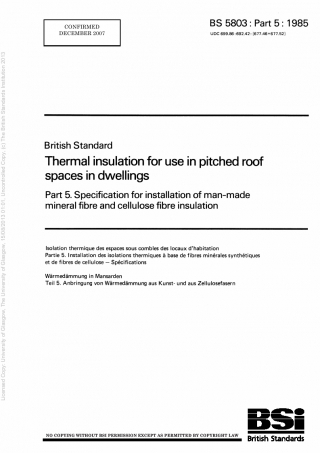 CONFIRMED
DECEMBER 2007
BS 5803 : Part 5 : 1985
UDC 699.86-692.42: (677.46+677.52)
British Standard
Thermal insulation for use in pitched roof
spaces in dwellings
Part 5. Specification for installation of man-made
mineral fibre and cellulose fibre insulation
Isolation thermique des espaces sous combles des locaux d'habitation
Partie 5. Installation des isolations thermiques à base de fibres minérales synthétiques
et de fibres de cellulose — Spécifications
Wärmedämmung in Mansarden
Teil 5. Anbringung von Wärmedämmung aus Kunst- und aus Zellulosefasern
BSi
British Standards
NO COPYING WITHOUT BSI PERMISSION EXCEPT AS PERMITTED BY COPYRIGHT LAW
Licensed Copy: University of Glasgow, The University of Glasgow, 13/09/2013 01:01, Uncontrolled Copy, (c) The British Standards Institution 2013